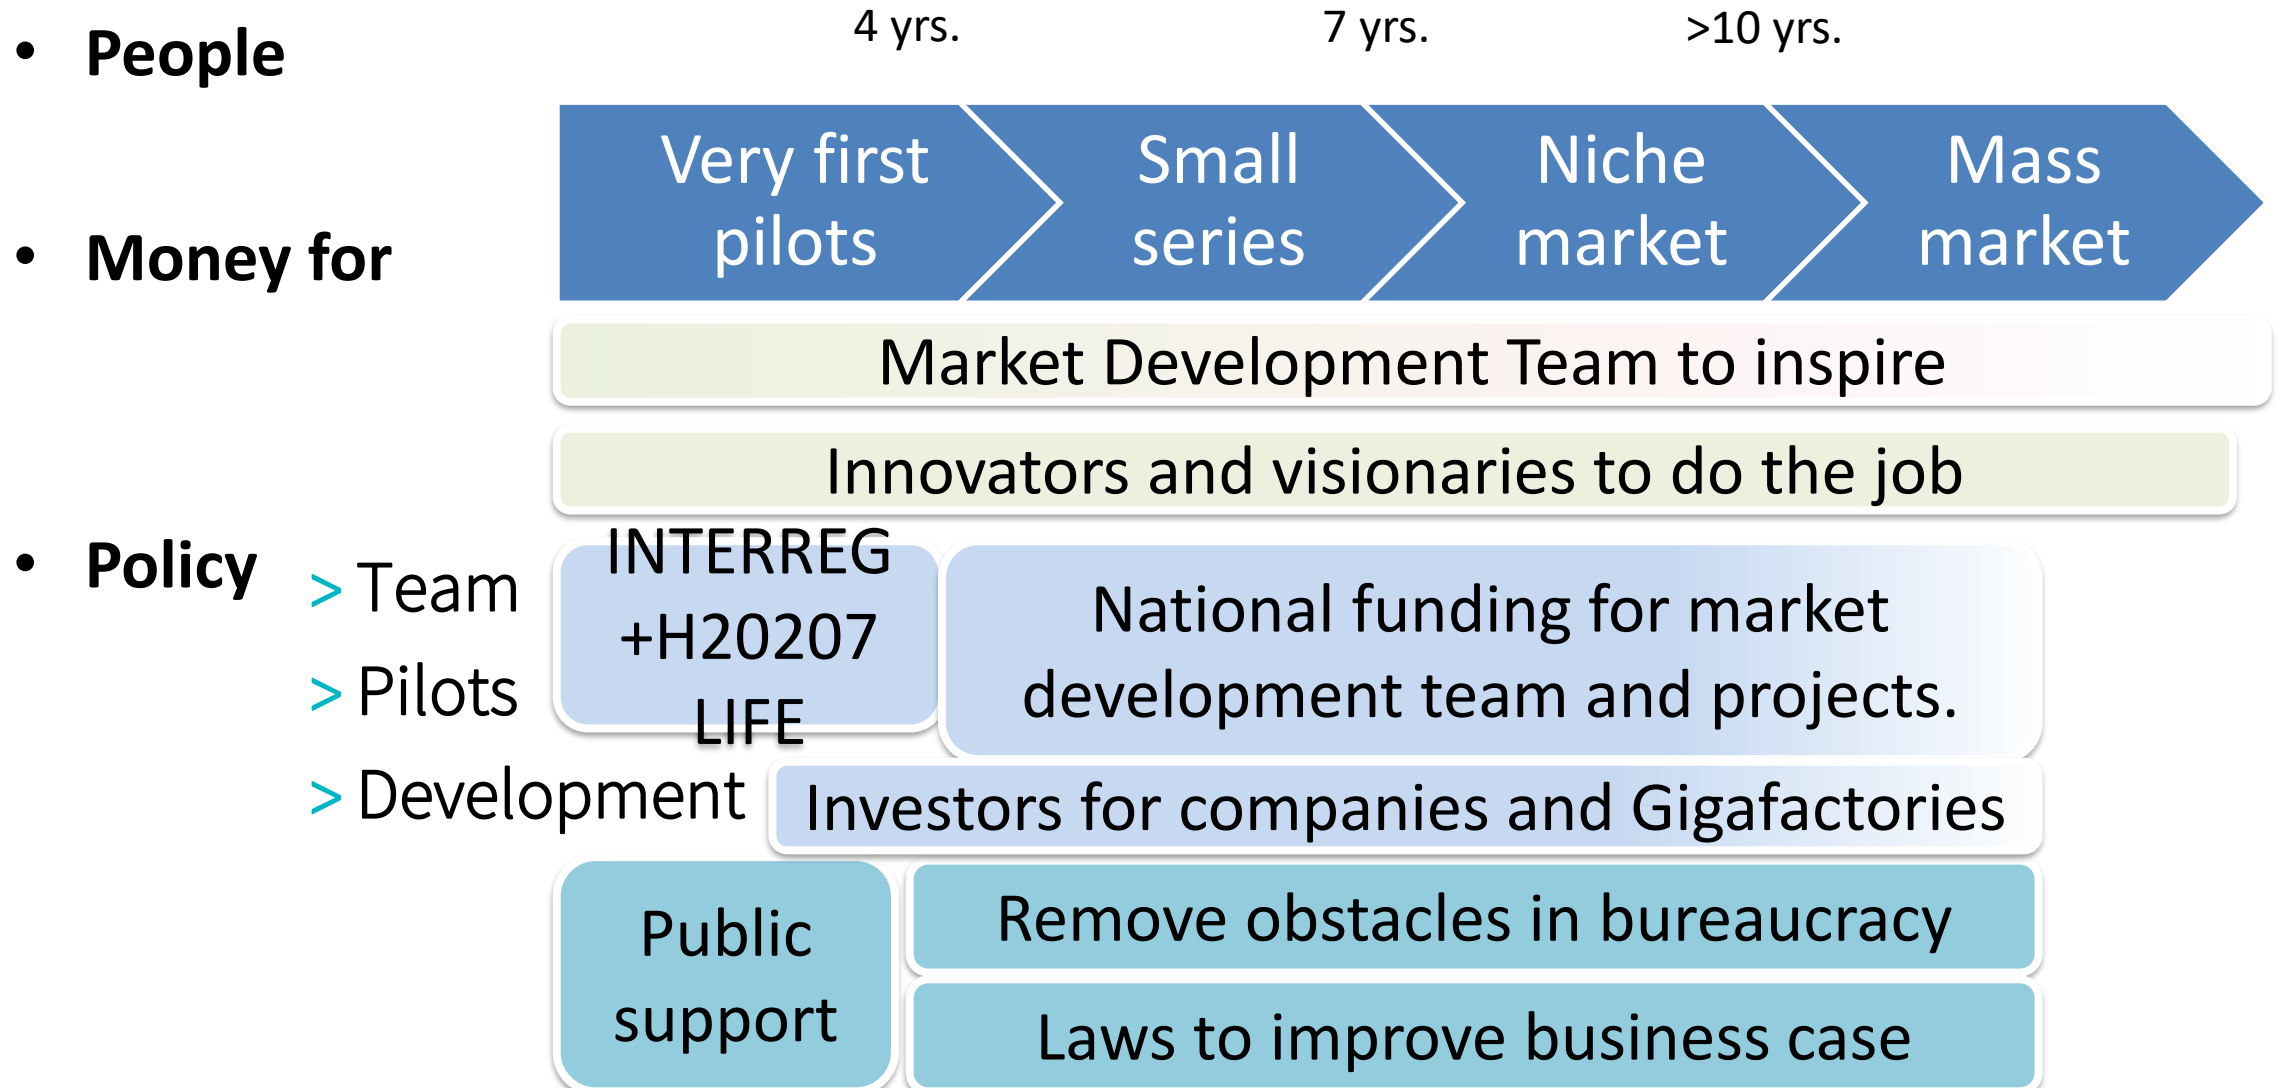 4 yrs.
7 yrs.
>10 yrs.
• People
Very first
pilots
Small
series
Niche
market
Mass
market
• Money for
Market Development Team to inspire
Innovators and visionaries to do the job
• Policy
> Team
> Pilots
> Development
INTERREG
+H20207
LIFE
National funding for market
development team and projects.
Investors for companies and Gigafactories
Public
support
Remove obstacles in bureaucracy
Laws to improve business case